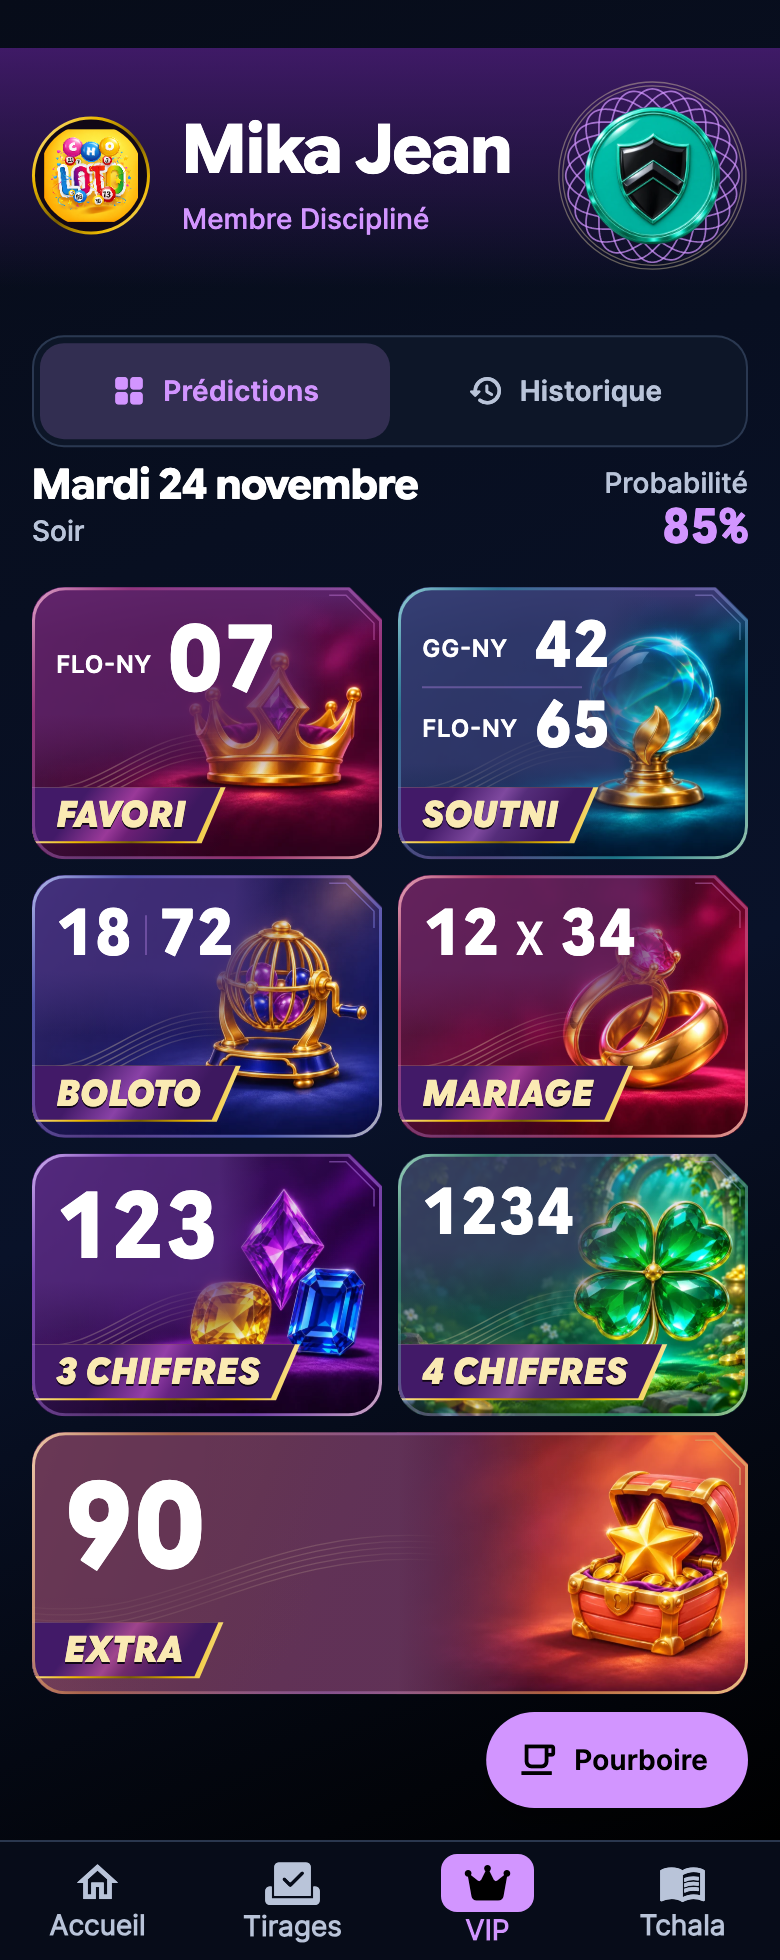 CHO
LOTO
Mika Jean
Membre Discipliné
Prédictions
Historique
Mardi 24 novembre
Soir
Probabilité
85%
FLO-NY 07
FAVORI
GG-NY 42
FLO-NY 65
SOUTNI
18 72
BOLOTO
12 X 34
MARIAGE
123
3 CHIFFRES
1234
4 CHIFFRES
90
EXTRA
Pourboire
Accueil
Tirages
VIP
Tchala